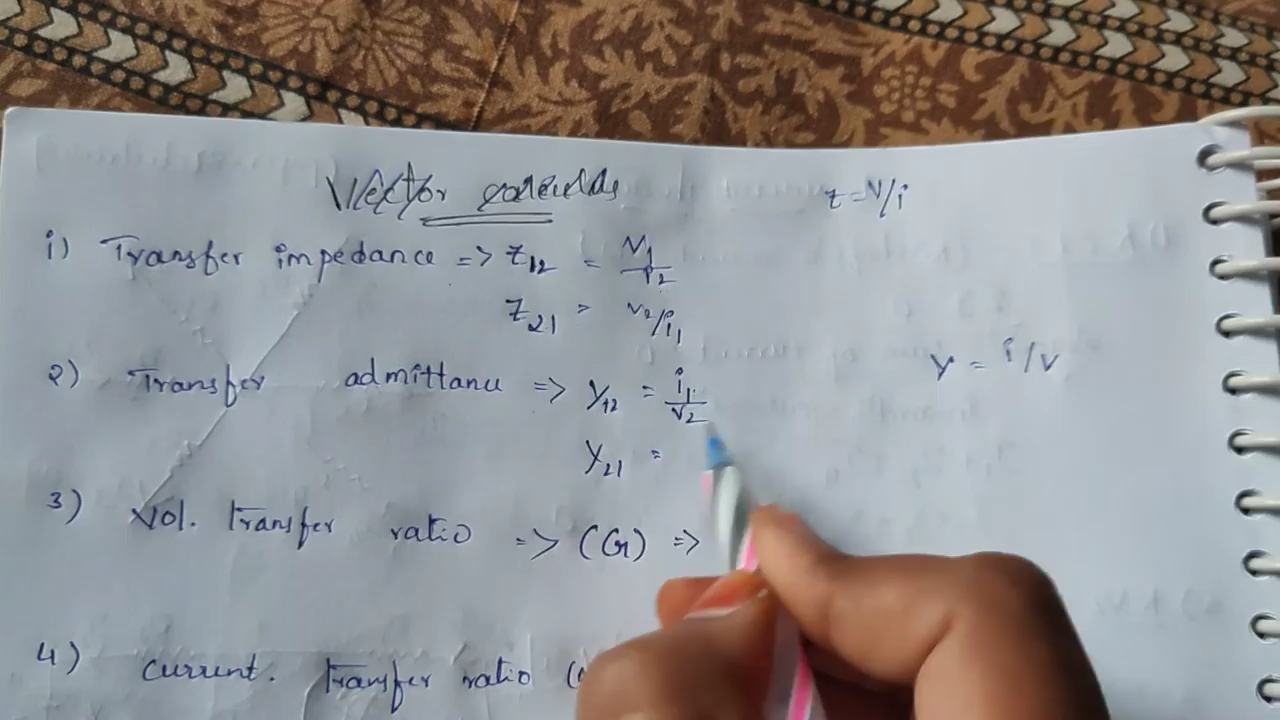 Vector calculus
z = V/i
i) Transfer impedance => Z12 = V1/i2
Z21 = V2/i1
2) Transfer admittance => Y12 = i1/V2
Y = i/V
Y21 =
3) Vol. transfer ratio => (G) =>
4) Current. Transfer ratio (